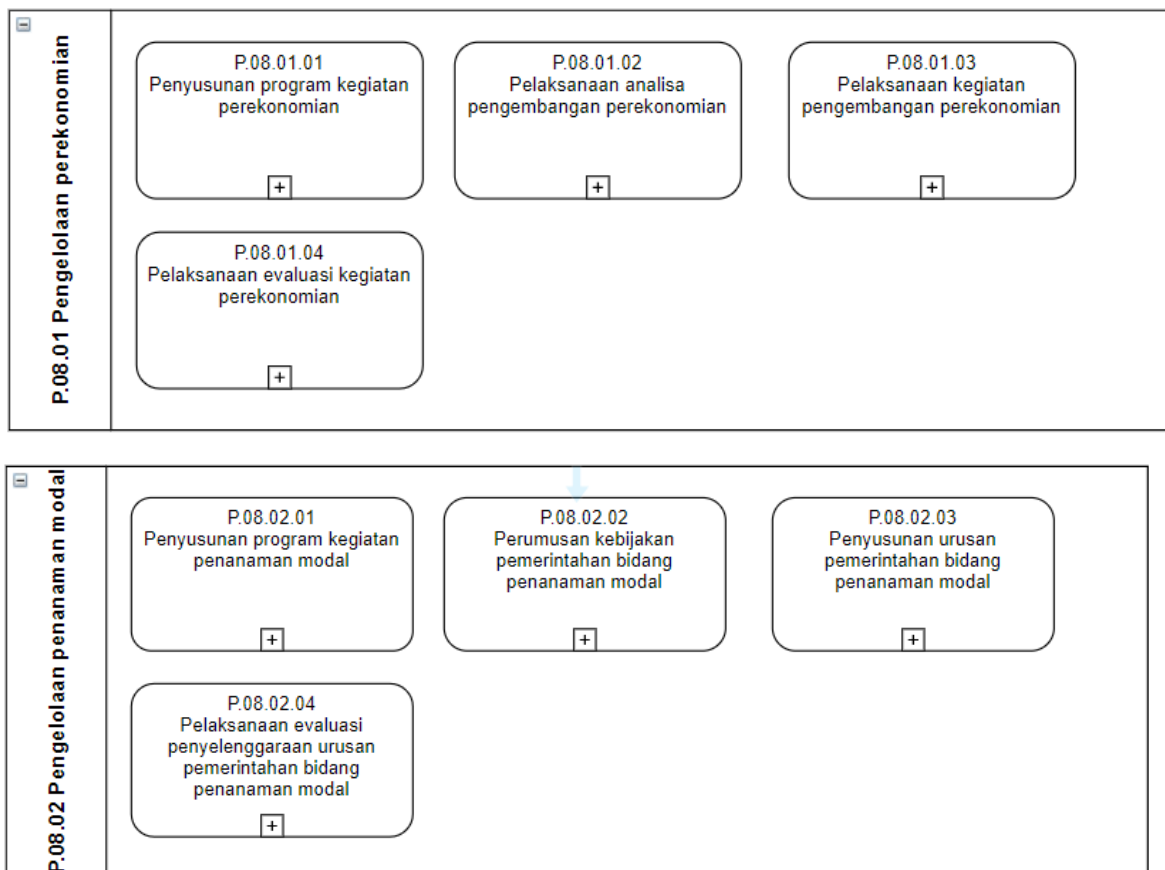 P.08.01 Pengelolaan perekonomian
P.08.01.01
Penyusunan program kegiatan
perekonomian
P.08.01.02
Pelaksanaan analisa
pengembangan perekonomian
P.08.01.03
Pelaksanaan kegiatan
pengembangan perekonomian
P.08.01.04
Pelaksanaan evaluasi kegiatan
perekonomian
P.08.02 Pengelolaan penanaman modal
P.08.02.01
Penyusunan program kegiatan
penanaman modal
P.08.02.02
Perumusan kebijakan
pemerintahan bidang
penanaman modal
P.08.02.03
Penyusunan urusan
pemerintahan bidang
penanaman modal
P.08.02.04
Pelaksanaan evaluasi
penyelenggaraan urusan
pemerintahan bidang
penanaman modal